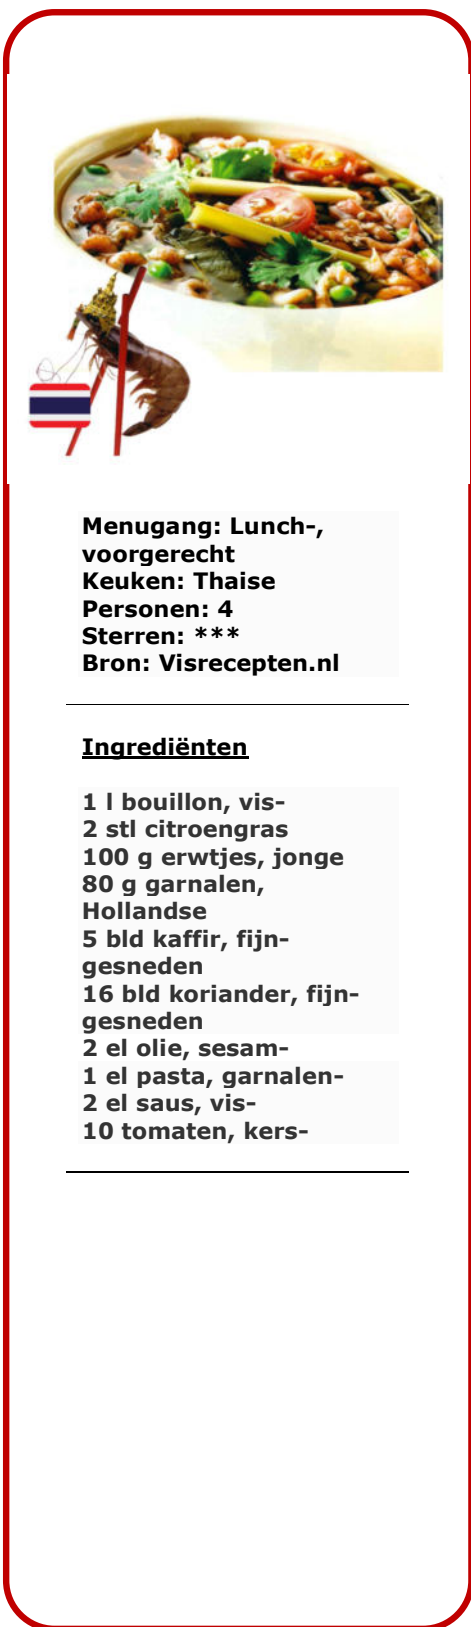 Menugang: Lunch-,
voorgerecht
Keuken: Thaise
Personen: 4
Sterren: ***
Bron: Visrecepten.nl
Ingrediënten
1 l bouillon, vis-
2 stl citroengras
100 g erwtjes, jonge
80 g garnalen,
Hollandse
5 bld kaffir, fijn-
gesneden
16 bld koriander, fijn-
gesneden
2 el olie, sesam-
1 el pasta, garnalen-
2 el saus, vis-
10 tomaten, kers-